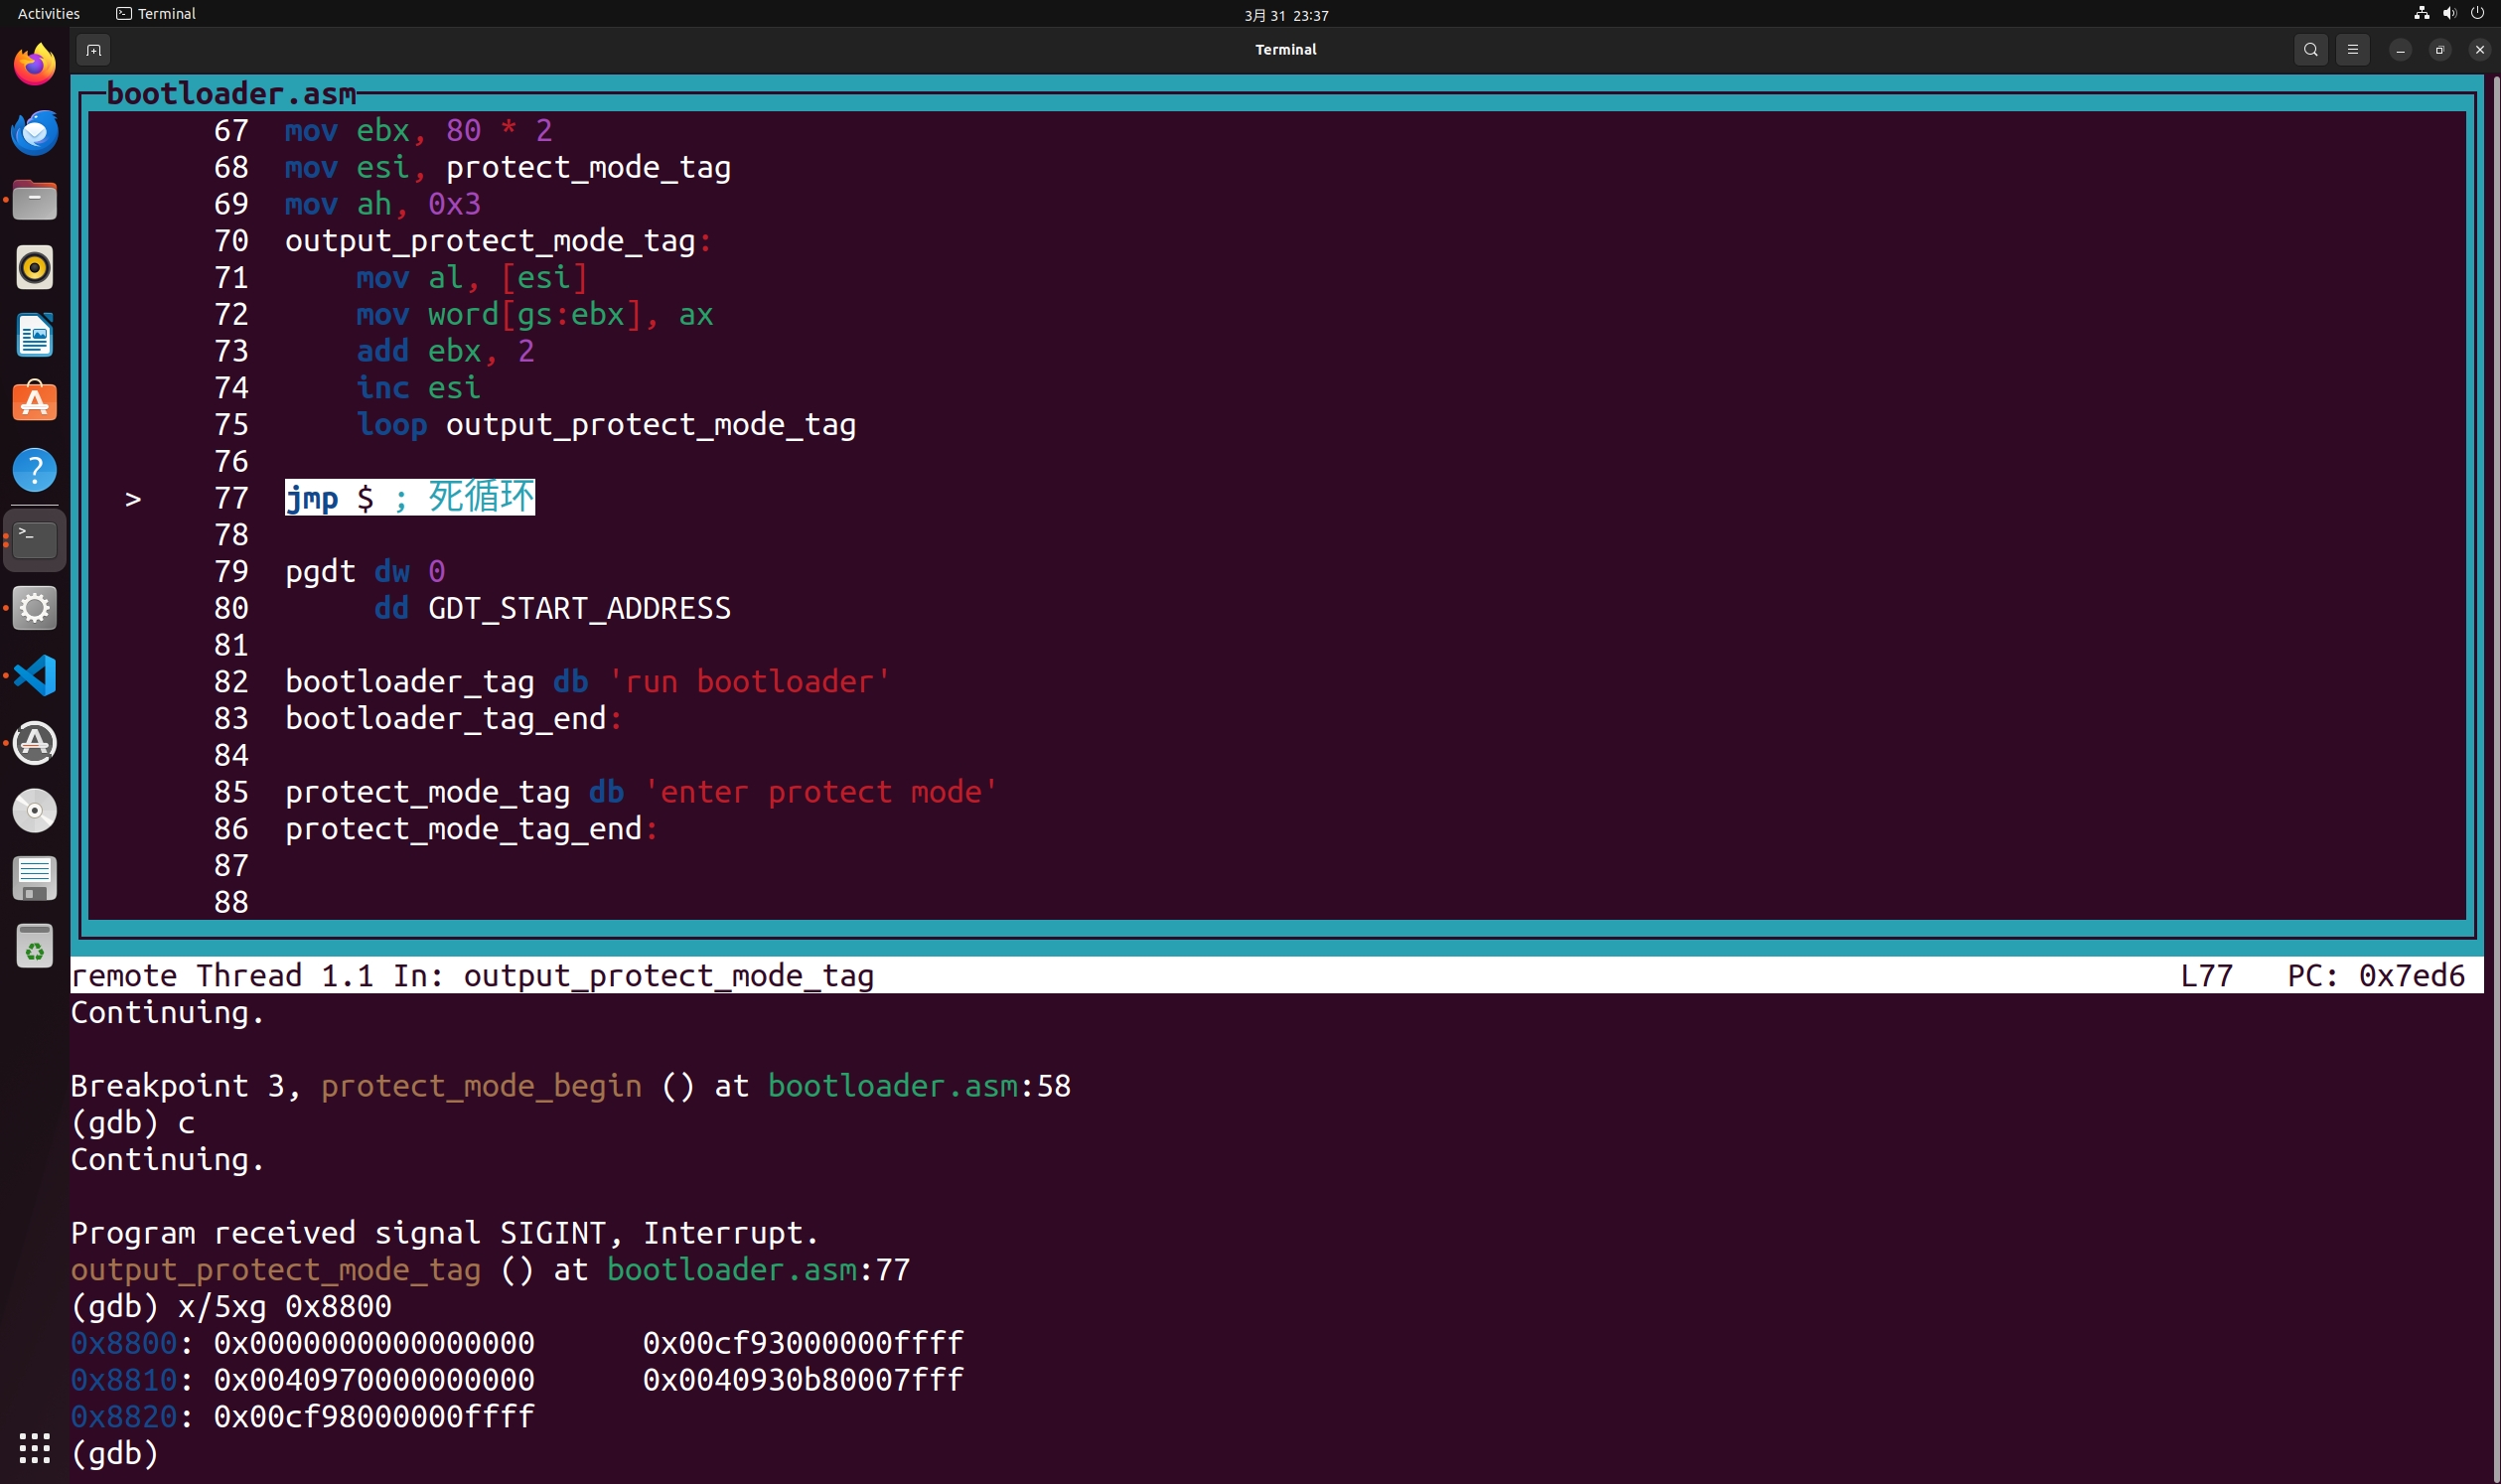 Activities Terminal 3月 31 23:37
Terminal
bootloader.asm
67 mov ebx, 80 * 2
68 mov esi, protect_mode_tag
69 mov ah, 0x3
70 output_protect_mode_tag:
71 mov al, [esi]
72 mov word[gs:ebx], ax
73 add ebx, 2
74 inc esi
75 loop output_protect_mode_tag
76
> 77 jmp $ ; 死循环
78
79 pgdt dw 0
80 dd GDT_START_ADDRESS
81
82 bootloader_tag db 'run bootloader'
83 bootloader_tag_end:
84
85 protect_mode_tag db 'enter protect mode'
86 protect_mode_tag_end:
87
88
remote Thread 1.1 In: output_protect_mode_tag L77 PC: 0x7ed6
Continuing.
Breakpoint 3, protect_mode_begin () at bootloader.asm:58
(gdb) c
Continuing.
Program received signal SIGINT, Interrupt.
output_protect_mode_tag () at bootloader.asm:77
(gdb) x/5xg 0x8800
0x8800: 0x0000000000000000 0x00cf93000000ffff
0x8810: 0x0040970000000000 0x0040930b80007fff
0x8820: 0x00cf98000000ffff
(gdb)